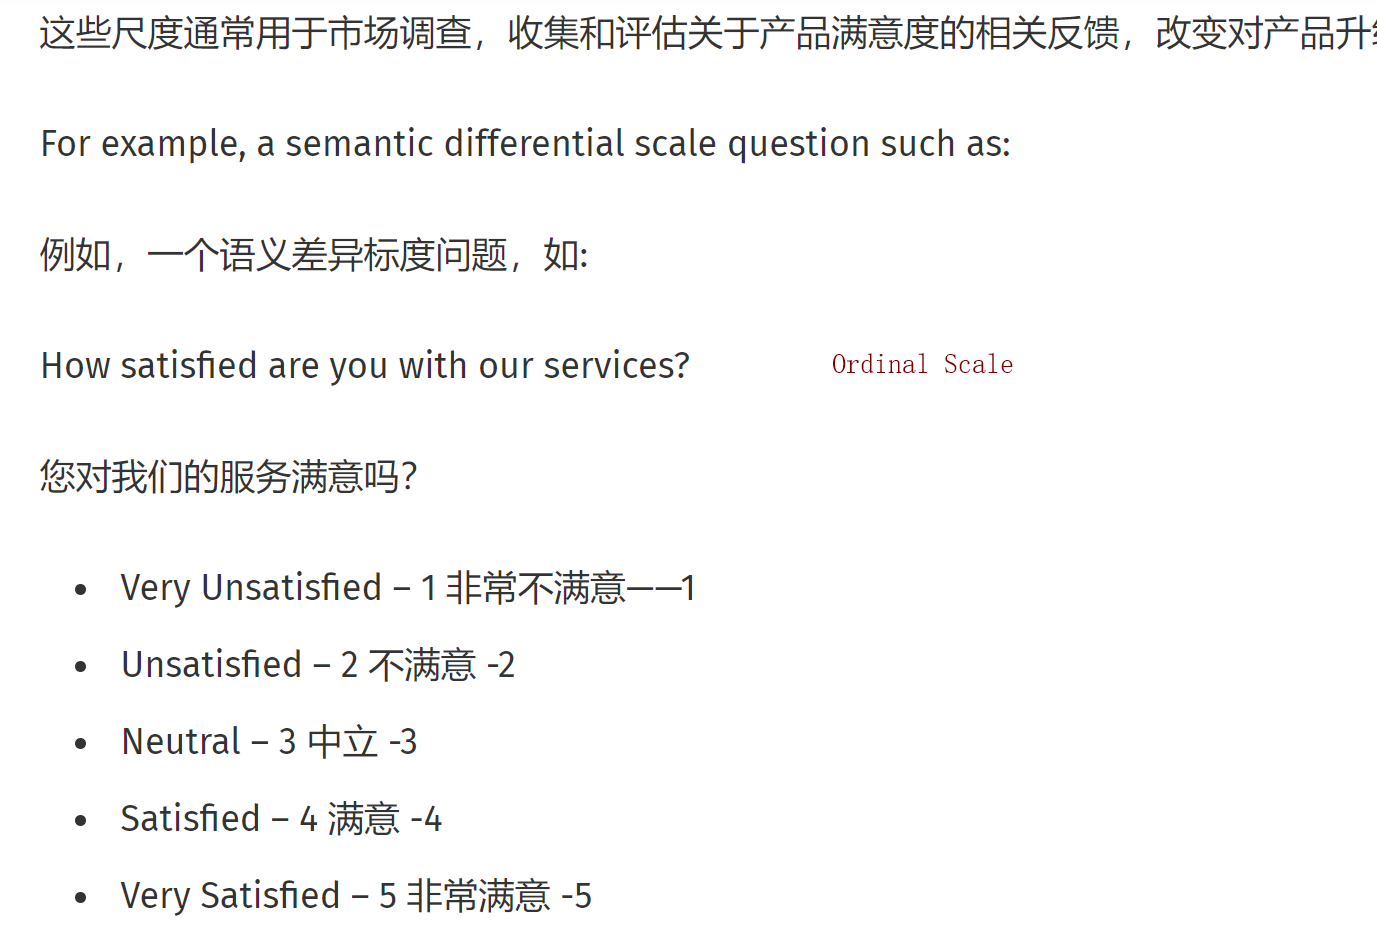 这些尺度通常用于市场调查，收集和评估关于产品满意度的相关反馈，改变对产品升
For example, a semantic differential scale question such as:
例如，一个语义差异标度问题，如:
How satisfied are you with our services?
Ordinal Scale
您对我们的服务满意吗？
• Very Unsatisfied – 1 非常不满意——1
• Unsatisfied – 2 不满意 -2
• Neutral – 3 中立 -3
• Satisfied – 4 满意 -4
• Very Satisfied – 5 非常满意 -5